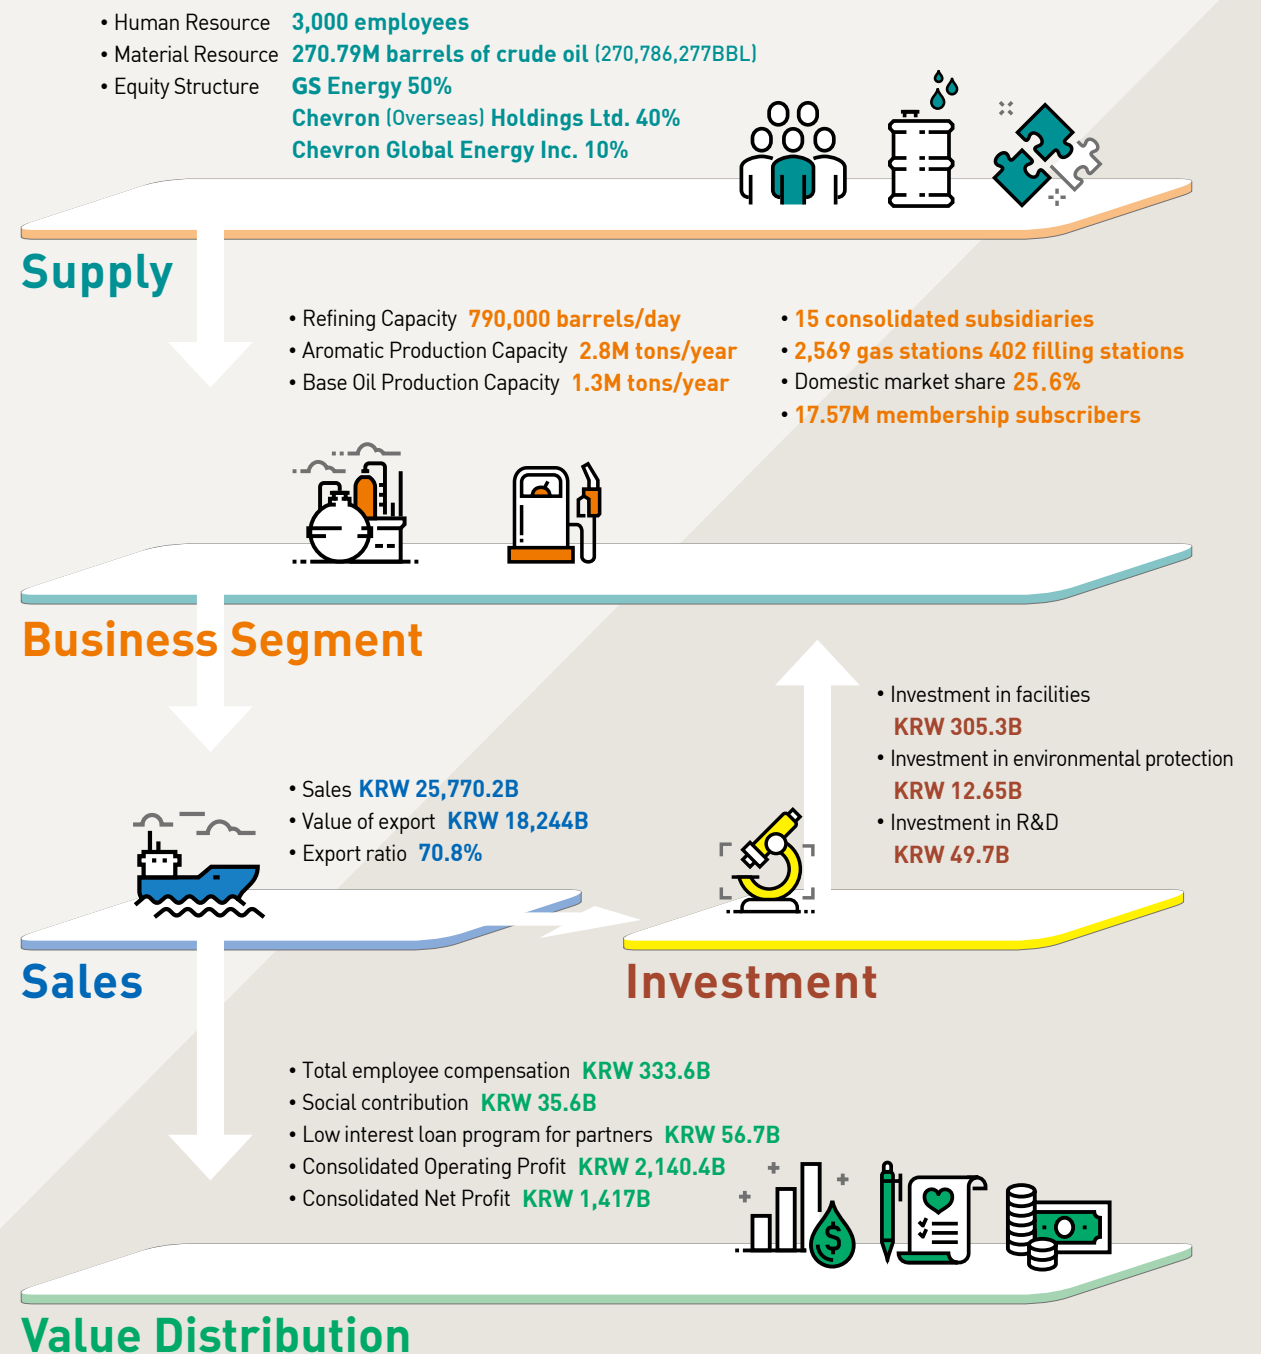 • Human Resource 3,000 employees
• Material Resource 270.79M barrels of crude oil (270,786,277BBL)
• Equity Structure GS Energy 50%
Chevron (Overseas) Holdings Ltd. 40%
Chevron Global Energy Inc. 10%
Supply
• Refining Capacity 790,000 barrels/day
• Aromatic Production Capacity 2.8M tons/year
• Base Oil Production Capacity 1.3M tons/year
• 15 consolidated subsidiaries
• 2,569 gas stations 402 filling stations
• Domestic market share 25.6%
• 17.57M membership subscribers
Business Segment
• Sales KRW 25,770.2B
• Value of export KRW 18,244B
• Export ratio 70.8%
Sales
• Investment in facilities
KRW 305.3B
• Investment in environmental protection
KRW 12.65B
• Investment in R&D
KRW 49.7B
Investment
• Total employee compensation KRW 333.6B
• Social contribution KRW 35.6B
• Low interest loan program for partners KRW 56.7B
• Consolidated Operating Profit KRW 2,140.4B
• Consolidated Net Profit KRW 1,417B
$
Value Distribution